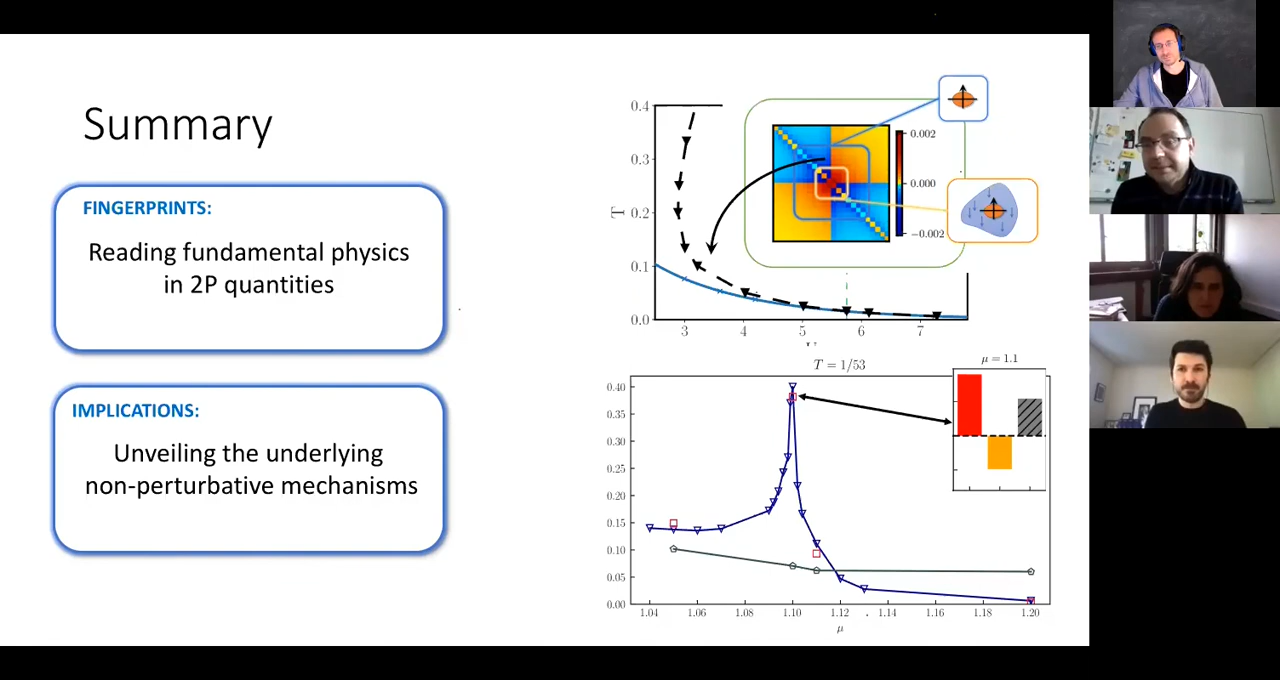 Summary
FINGERPRINTS:
Reading fundamental physics
in 2P quantities
IMPLICATIONS:
Unveiling the underlying
non-perturbative mechanisms
0.4
0.3
0.2
0.1
0.0
T
3
4
5
6
7
0.002
0.000
−0.002
T = 1/53
μ = 1.1
0.40
0.35
0.30
0.25
0.20
0.15
0.10
0.05
0.00
1.04
1.06
1.08
1.10
1.12
1.14
1.16
1.18
1.20
μ